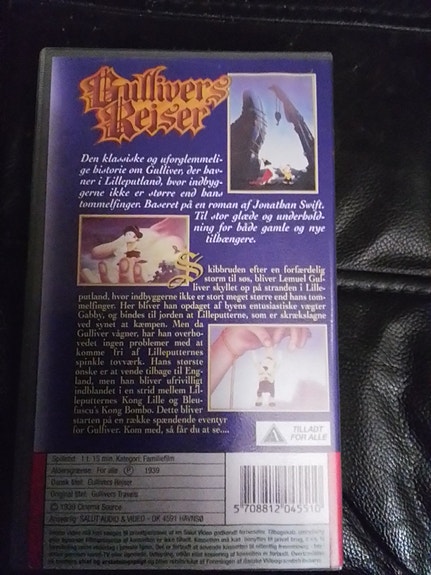 Gullivers
Rejser
Den klassiske og uforglemmeli-
ge historie om Gulliver, der hav-
ner i Lilleputland, hvor indbyg-
gerne ikke er større end hans
tommelfinger. Baseret på en roman af Jonathan Swift.
Til stor glæde og underhold-
ning for både gamle og nye
tilhængere.
Skibbruden efter en forfærdelig
storm til søs, bliver Lemuel Gul-
liver skyllet op på stranden i Lille-
putland, hvor indbyggerne ikke er stort meget større end hans tom-
melfinger. Her bliver han opdaget af byens entusiastiske vægter
Gabby, og bindes til jorden af Lilleputterne, som er skrækslagne
ved synet af kæmpen. Men da
Gulliver vågner, har han overho-
vedet ingen problemer med at
komme fri af Lilleputternes
spinkle tovværk. Hans største
ønske er at vende tilbage til Eng-
land, men han bliver ufrivilligt
indblandet i en strid mellem Lil-
leputternes Kong Lille og Bleu-
fuscu's Kong Bombo. Dette bliver
starten på en række spændende eventyr
for Gulliver. Kom med, så får du at se....
TILLADT
FOR ALLE
Spilletid: 1 t. 15 min. Kategori: Familiefilm
Aldersgrænse: For alle Ⓟ 1939
Dansk titel: Gullivers Rejser
Original titel: Gullivers Travels
© 1939 Cinema Source
Ansvarlig: SALUT AUDIO & VIDEO - DK 4591 HAVNSØ
5 708812 045510